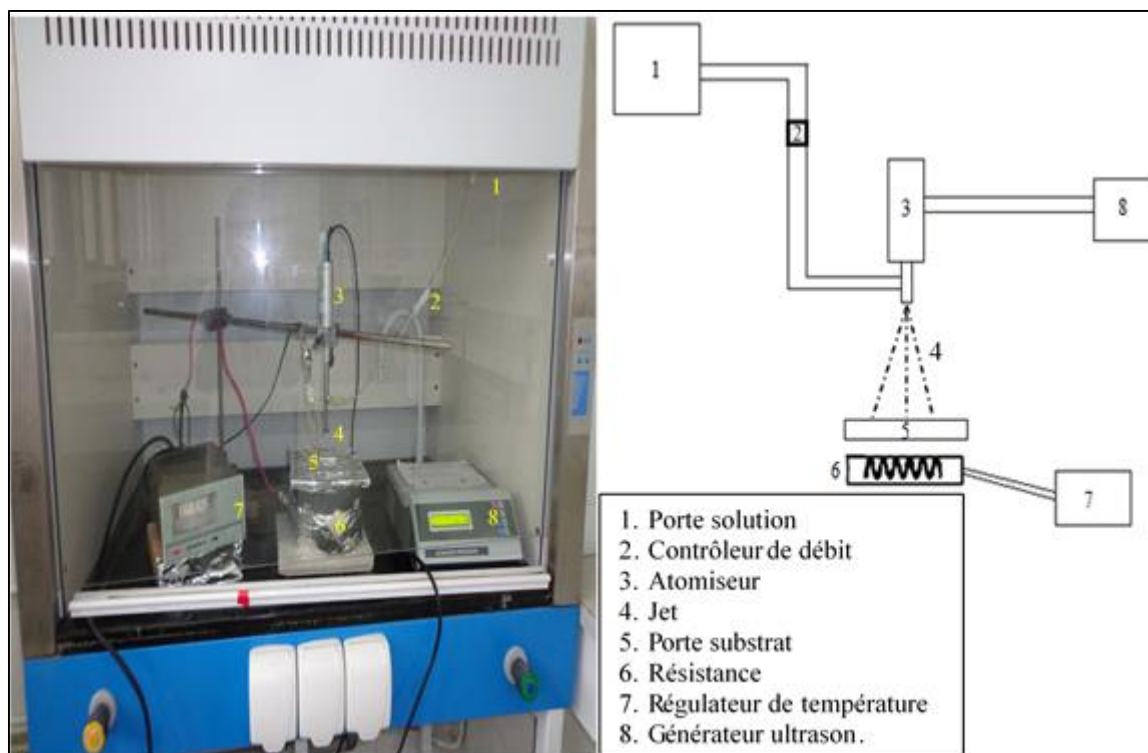 1
2
3
4
5
6
7
8
1
2
3
8
4
5
6
7
1. Porte solution
2. Contrôleur de débit
3. Atomiseur
4. Jet
5. Porte substrat
6. Résistance
7. Régulateur de température
8. Générateur ultrason.